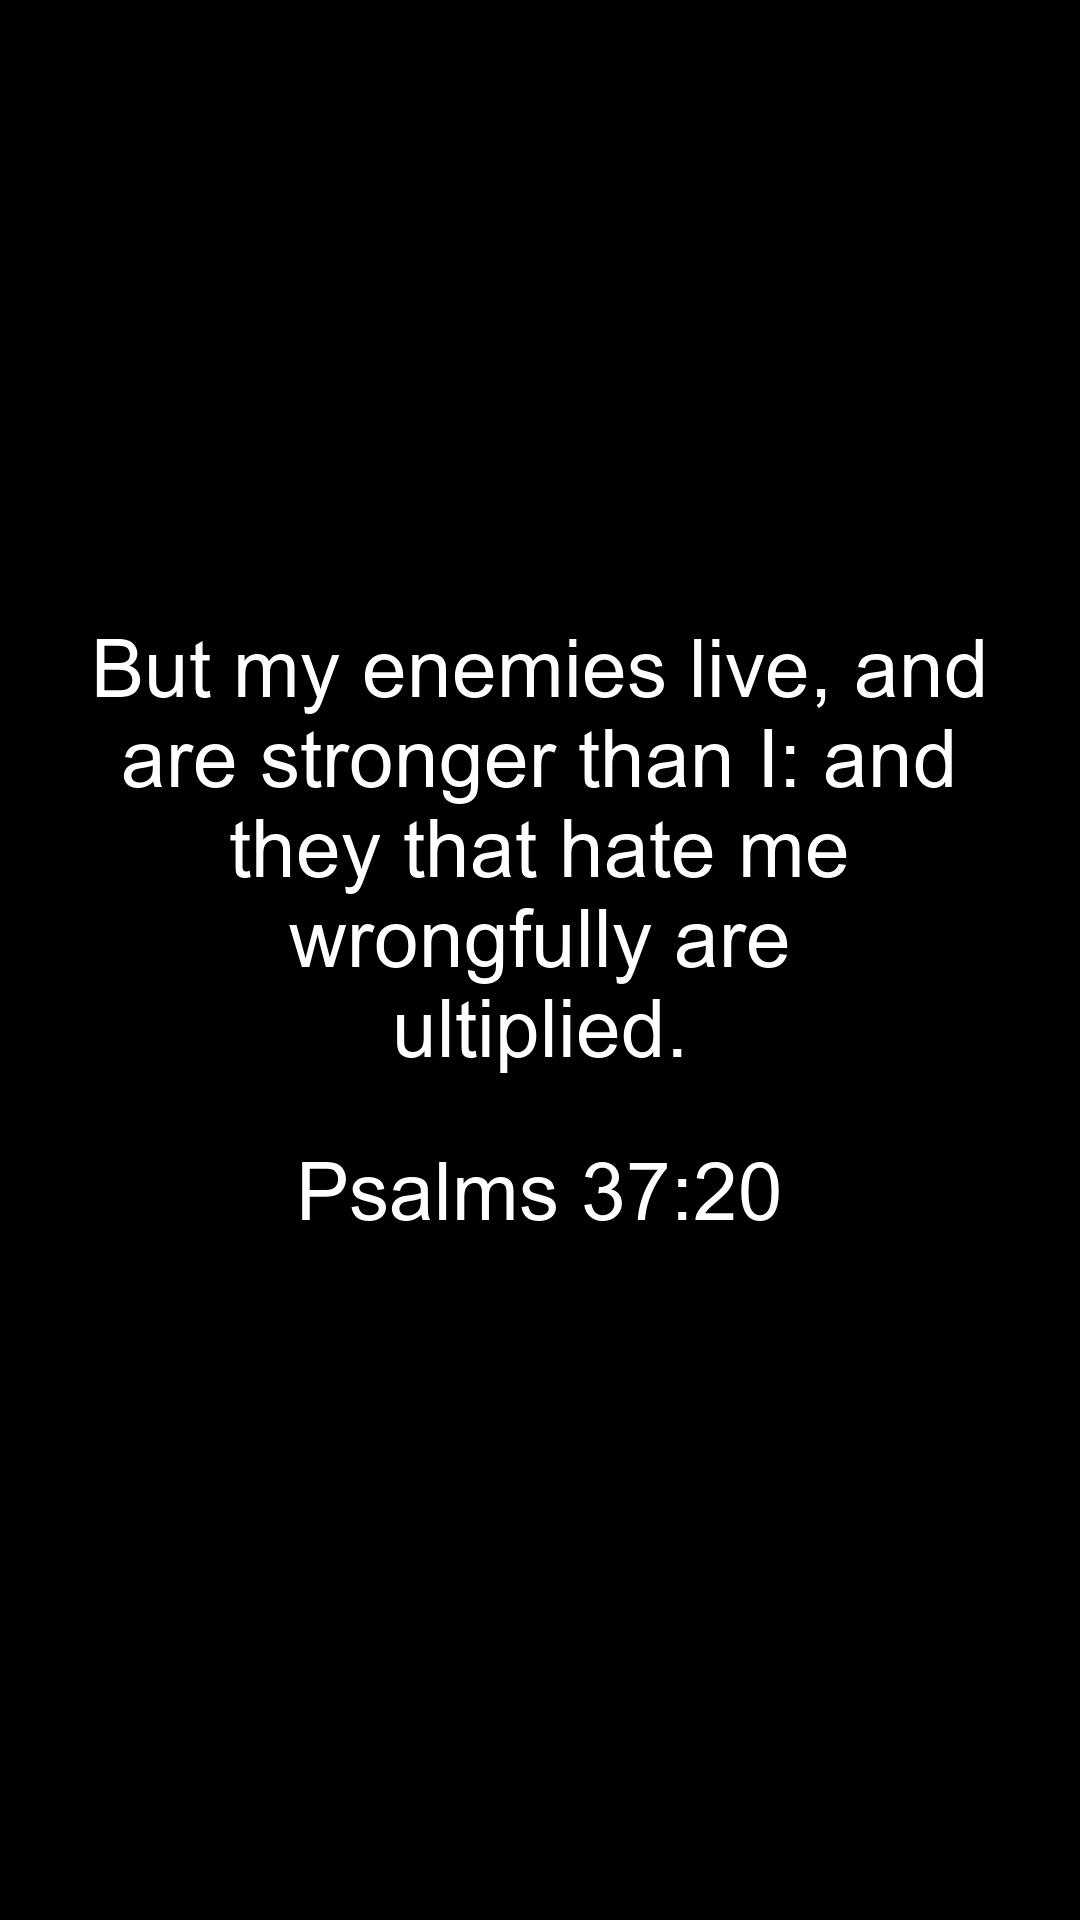 But my enemies live, and
are stronger than I: and
they that hate me
wrongfully are
ultiplied.
Psalms 37:20